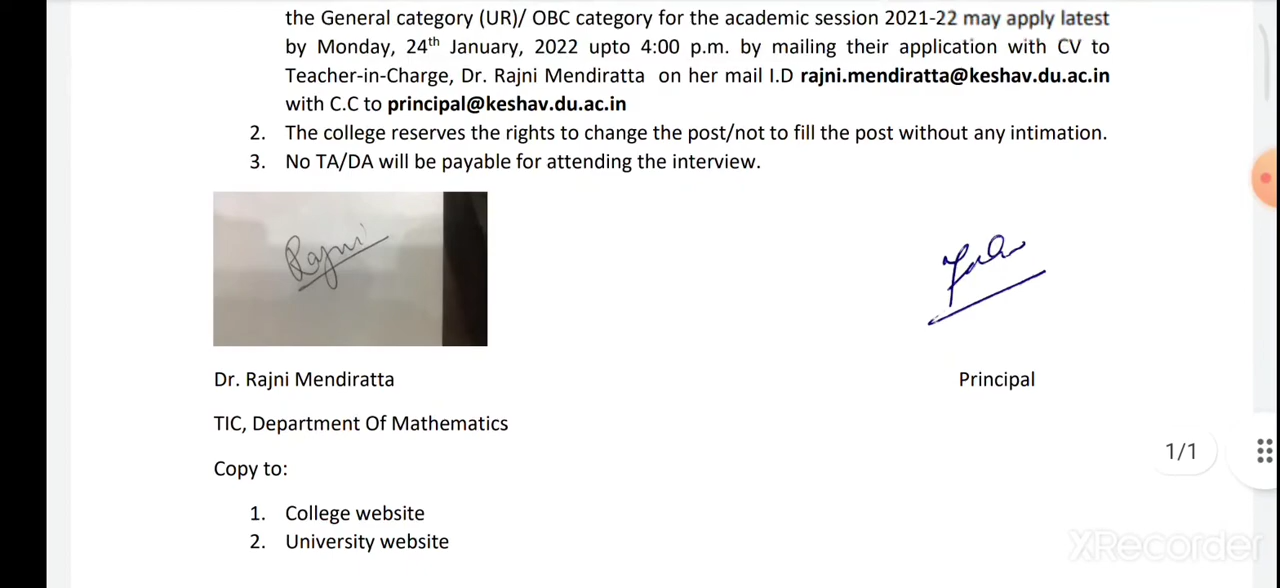 the General category (UR)/ OBC category for the academic session 2021-22 may apply latest
by Monday, 24th January, 2022 upto 4:00 p.m. by mailing their application with CV to
Teacher-in-Charge, Dr. Rajni Mendiratta on her mail I.D rajni.mendiratta@keshav.du.ac.in
with C.C to principal@keshav.du.ac.in
2. The college reserves the rights to change the post/not to fill the post without any intimation.
3. No TA/DA will be payable for attending the interview.
Rajni
Dr. Rajni Mendiratta
Principal
TIC, Department Of Mathematics
1/1
Copy to:
1. College website
2. University website
XRecorder